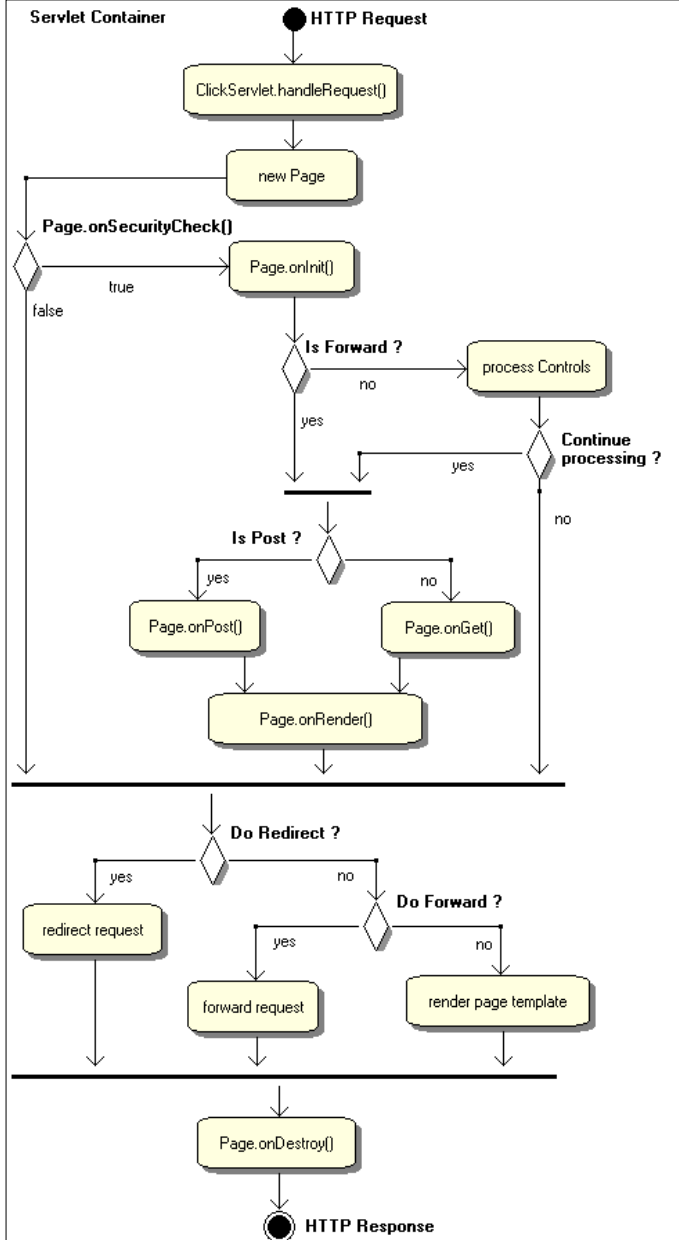 Servlet Container
HTTP Request
ClickServlet.handleRequest()
new Page
Page.onSecurityCheck()
true
Page.onInit()
false
Is Forward ?
no
process Controls
yes
yes
Continue
processing ?
no
Is Post ?
yes
no
Page.onPost()
Page.onGet()
Page.onRender()
Do Redirect ?
yes
no
Do Forward ?
redirect request
yes
no
forward request
render page template
Page.onDestroy()
HTTP Response